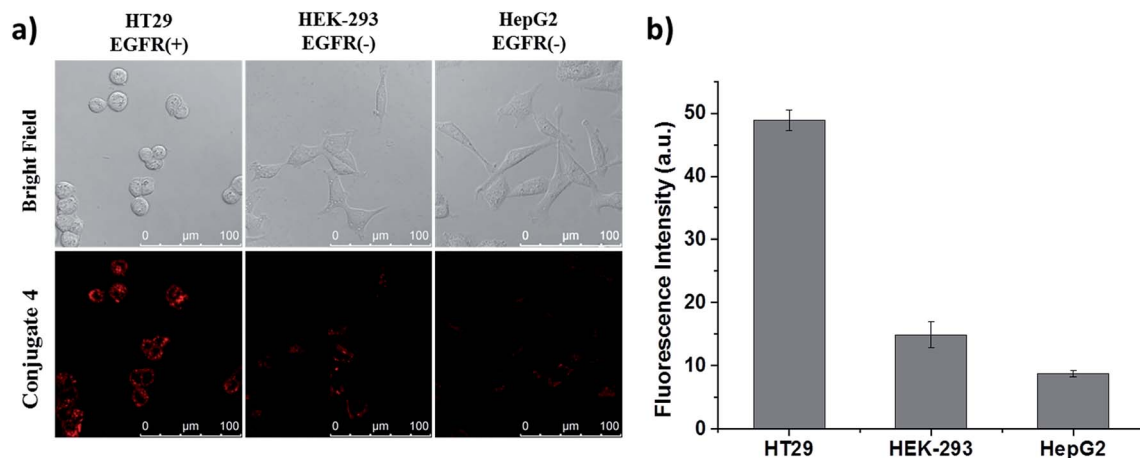 a)
HT29
EGFR(+)
HEK-293
EGFR(-)
HepG2
EGFR(-)
Bright Field
0 µm 100
0 µm 100
0 µm 100
Conjugate 4
0 µm 100
0 µm 100
0 µm 100
b)
Fluorescence Intensity (a.u.)
50
40
30
20
10
0
HT29
HEK-293
HepG2